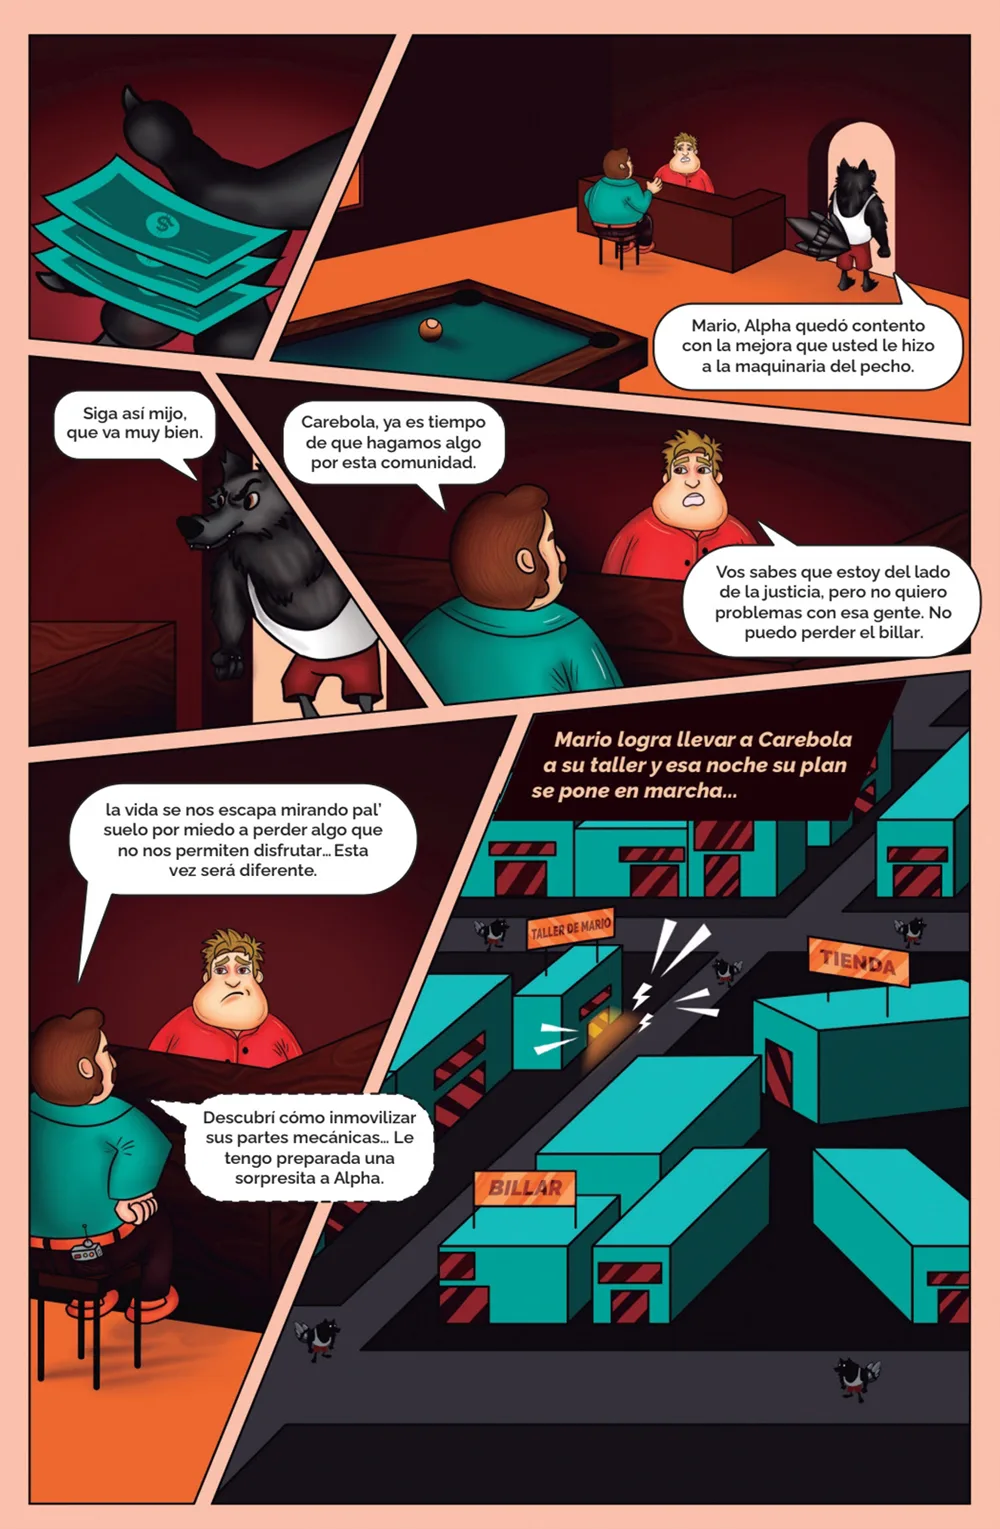 $
Mario, Alpha quedó contento
con la mejora que usted le hizo
a la maquinaria del pecho.
Siga así mijo,
que va muy bien.
Carebola, ya es tiempo
de que hagamos algo
por esta comunidad.
Vos sabes que estoy del lado
de la justicia, pero no quiero
problemas con esa gente. No
puedo perder el billar.
la vida se nos escapa mirando pal'
suelo por miedo a perder algo que
no nos permiten disfrutar... Esta
vez será diferente.
Descubrí cómo inmovilizar
sus partes mecánicas... Le
tengo preparada una
sorpresita a Alpha.
Mario logra llevar a Carebola
a su taller y esa noche su plan
se pone en marcha...
TALLER DE MARIO
TIENDA
BILLAR